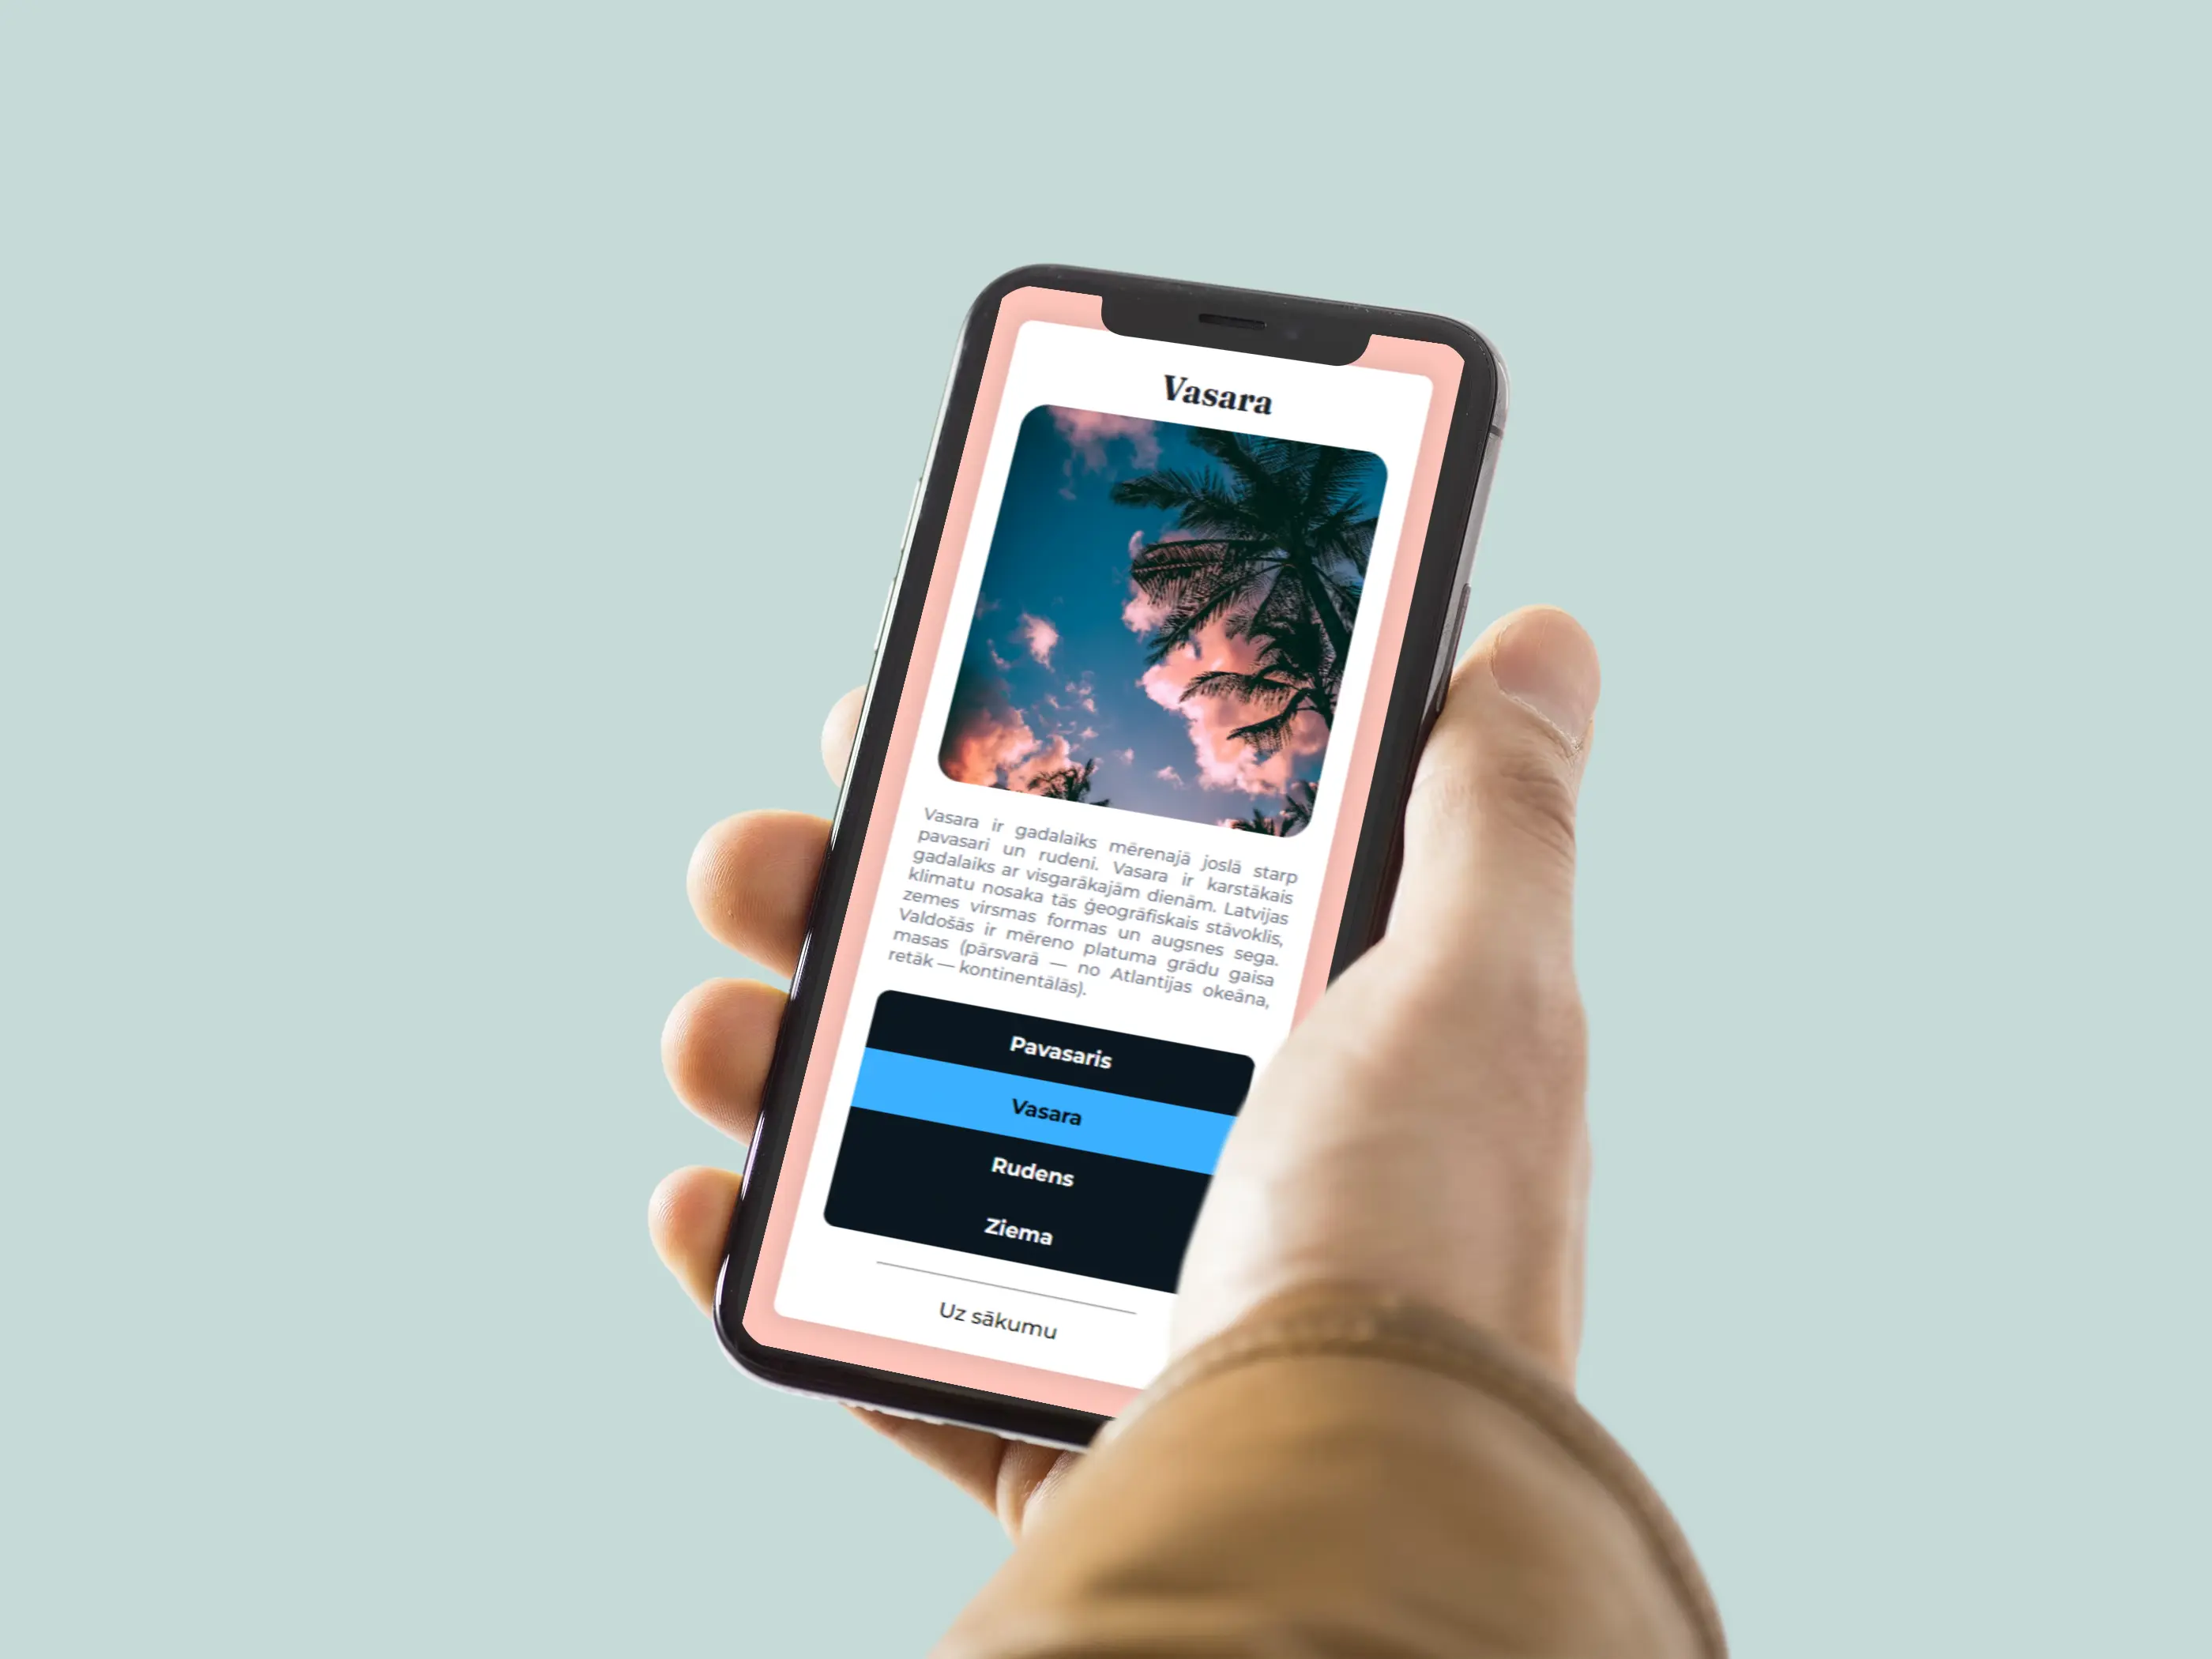 Vasara
Vasara ir gadalaiks mērenajā joslā starp
pavasari un rudeni. Vasara ir karstākais
gadalaiks ar visgarākajām dienām. Latvijas
klimatu nosaka tās ģeogrāfiskais stāvoklis,
zemes virsmas formas un augsnes sega.
Valdošās ir mēreno platuma grādu gaisa
masas (pārsvarā — no Atlantijas okeāna,
retāk — kontinentālās).
Pavasaris
Vasara
Rudens
Ziema
Uz sākumu